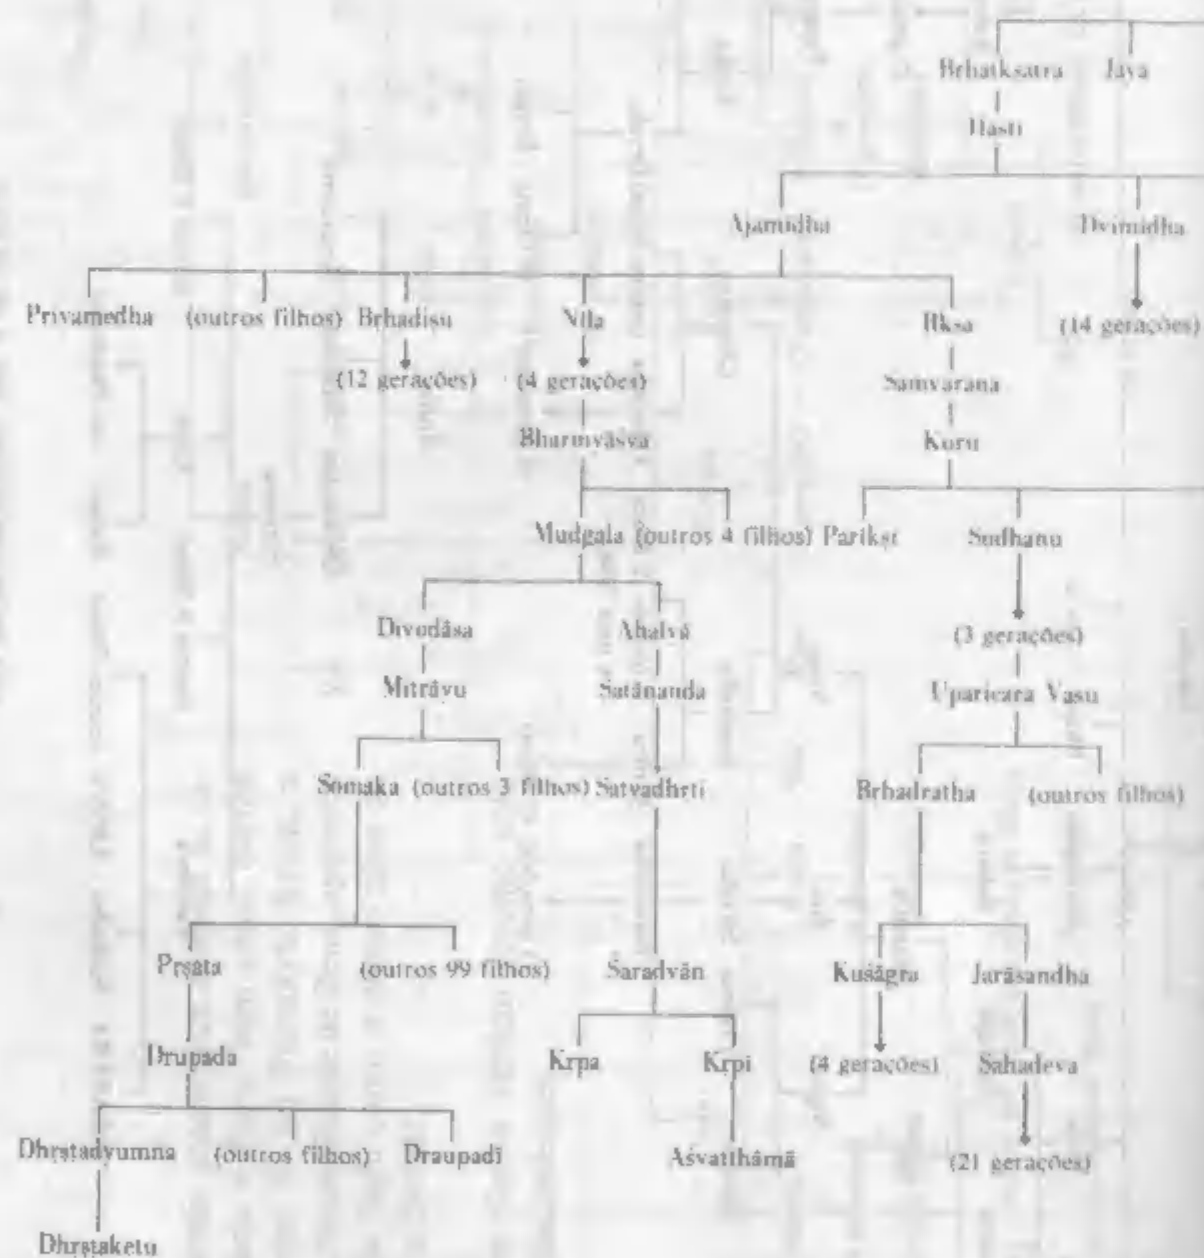 Bṛhatkṣatra Jaya
Hastī
Ajamīḍha Dvimīḍha
Priyamedha (outros filhos) Bṛhadiṣu Nīla Ṛkṣa (14 gerações)
(12 gerações) (4 gerações) Saṁvaraṇa
Bharmyāśva Kuru
Mudgala (outros 4 filhos) Parīkṣi Sudhanu
Divodāsa Ahalyā (3 gerações)
Mitrāyu Śatānanda Uparicara Vasu
Somaka (outros 3 filhos) Satyadhṛti Bṛhadratha (outros filhos)
Pṛṣata (outros 99 filhos) Śaradvān Kuśāgra Jarāsandha
Drupada Kṛpa Kṛpī (4 gerações) Sahadeva
Dhṛṣṭadyumna (outros filhos) Draupadī Aśvatthāmā (21 gerações)
Dhṛṣṭaketu